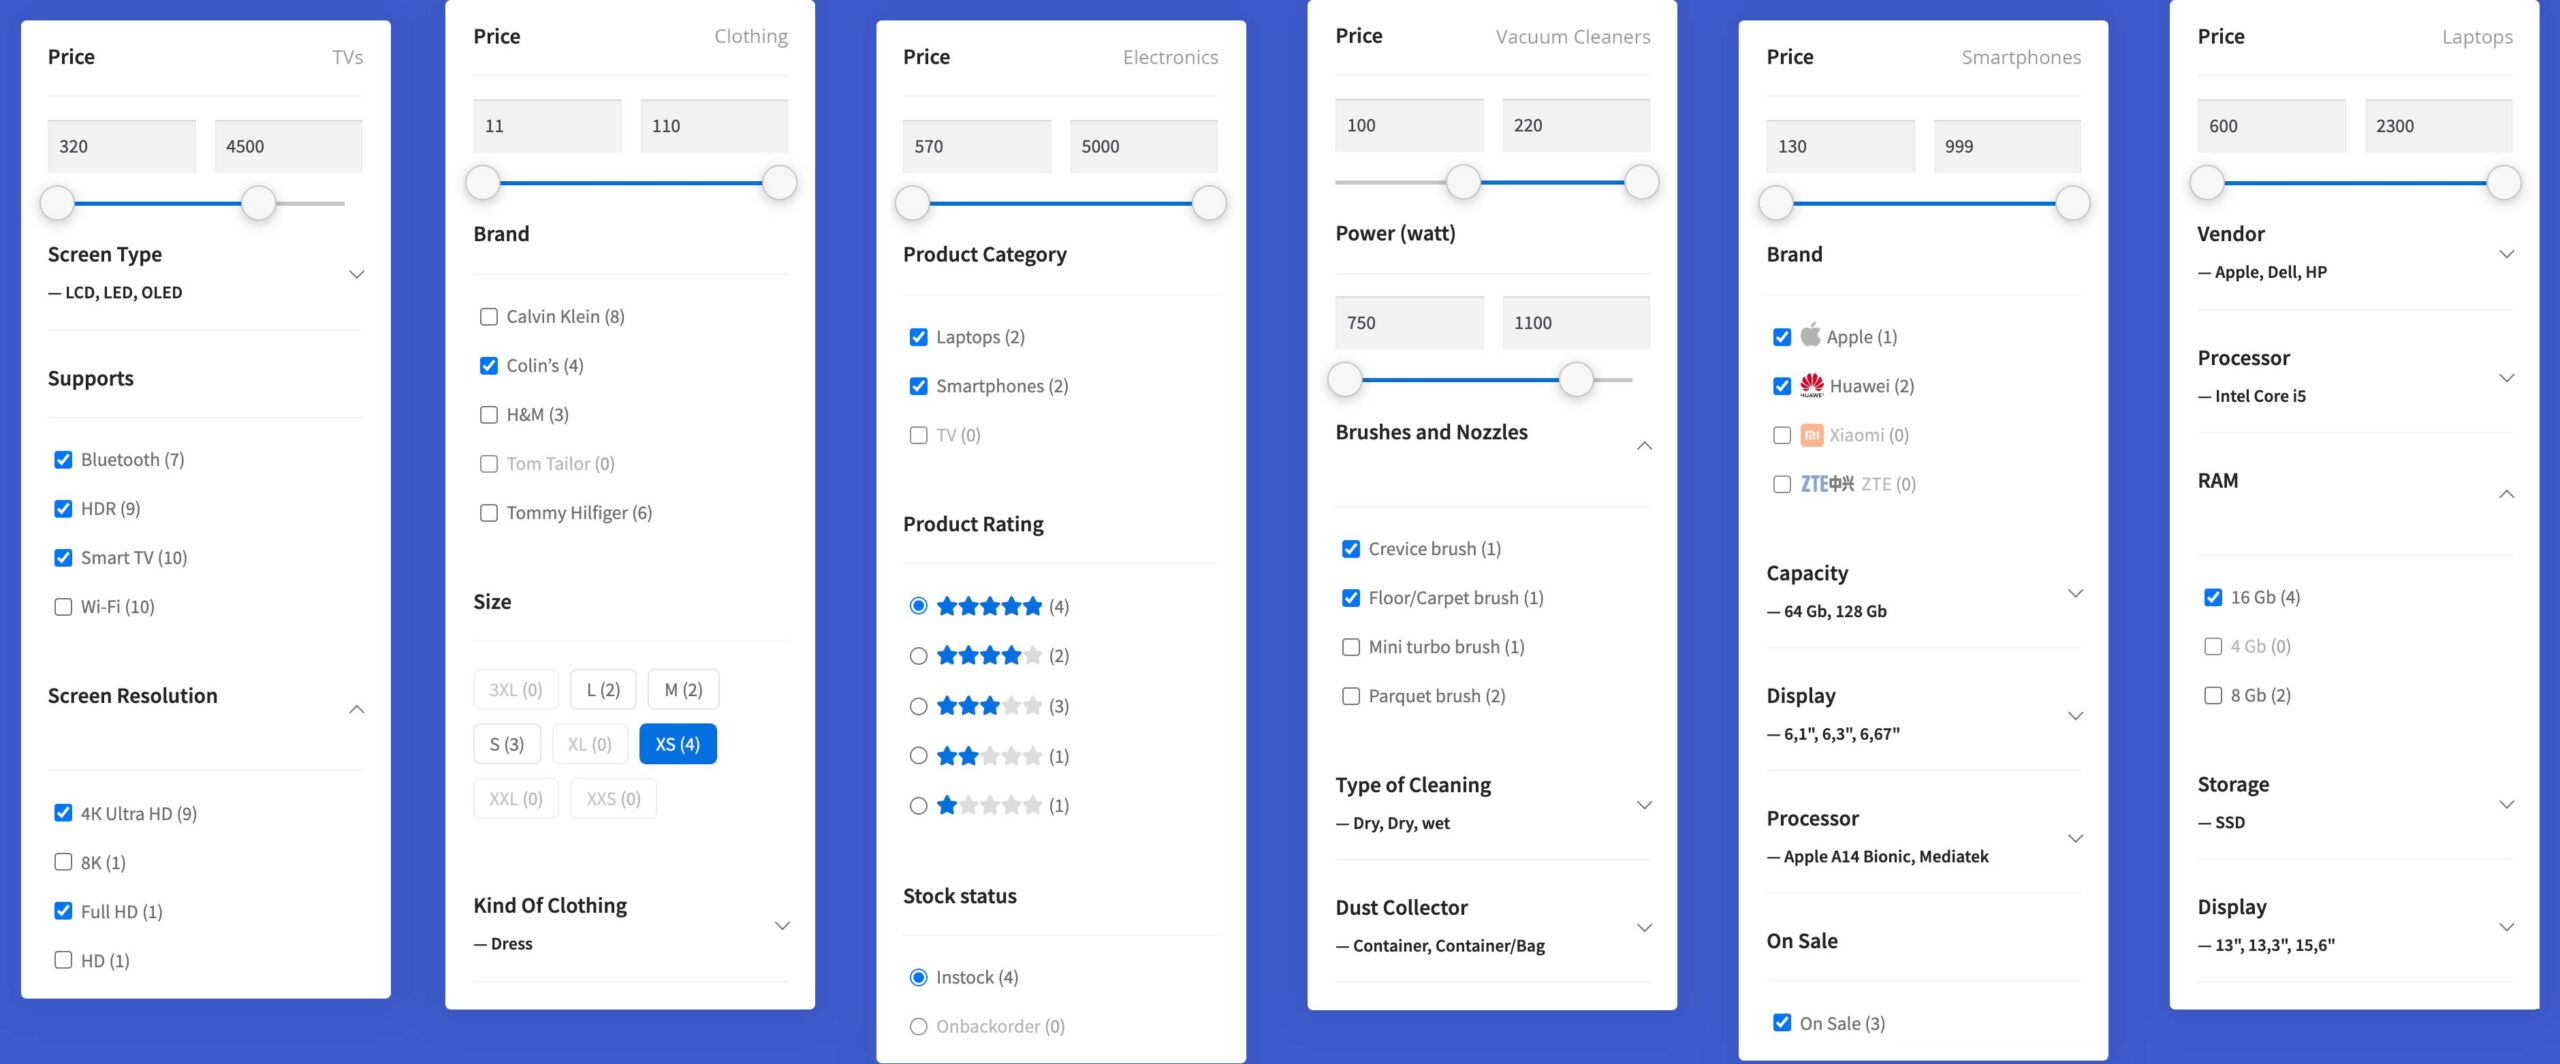 Price TVs
320 4500
Screen Type
— LCD, LED, OLED
Supports
Bluetooth (7)
HDR (9)
Smart TV (10)
Wi-Fi (10)
Screen Resolution
4K Ultra HD (9)
8K (1)
Full HD (1)
HD (1)
Price Clothing
11 110
Brand
Calvin Klein (8)
Colin’s (4)
H&M (3)
Tom Tailor (0)
Tommy Hilfiger (6)
Size
3XL (0) L (2) M (2)
S (3) XL (0) XS (4)
XXL (0) XXS (0)
Kind Of Clothing
— Dress
Price Electronics
570 5000
Product Category
Laptops (2)
Smartphones (2)
TV (0)
Product Rating
(4)
(2)
(3)
(1)
(1)
Stock status
Instock (4)
Onbackorder (0)
Price Vacuum Cleaners
100 220
Power (watt)
750 1100
Brushes and Nozzles
Crevice brush (1)
Floor/Carpet brush (1)
Mini turbo brush (1)
Parquet brush (2)
Type of Cleaning
— Dry, Dry, wet
Dust Collector
— Container, Container/Bag
Price Smartphones
130 999
Brand
Apple (1)
HUAWEI Huawei (2)
mi Xiaomi (0)
ZTE中兴 ZTE (0)
Capacity
— 64 Gb, 128 Gb
Display
— 6,1", 6,3", 6,67"
Processor
— Apple A14 Bionic, Mediatek
On Sale
On Sale (3)
Price Laptops
600 2300
Vendor
— Apple, Dell, HP
Processor
— Intel Core i5
RAM
16 Gb (4)
4 Gb (0)
8 Gb (2)
Storage
— SSD
Display
— 13", 13,3", 15,6"